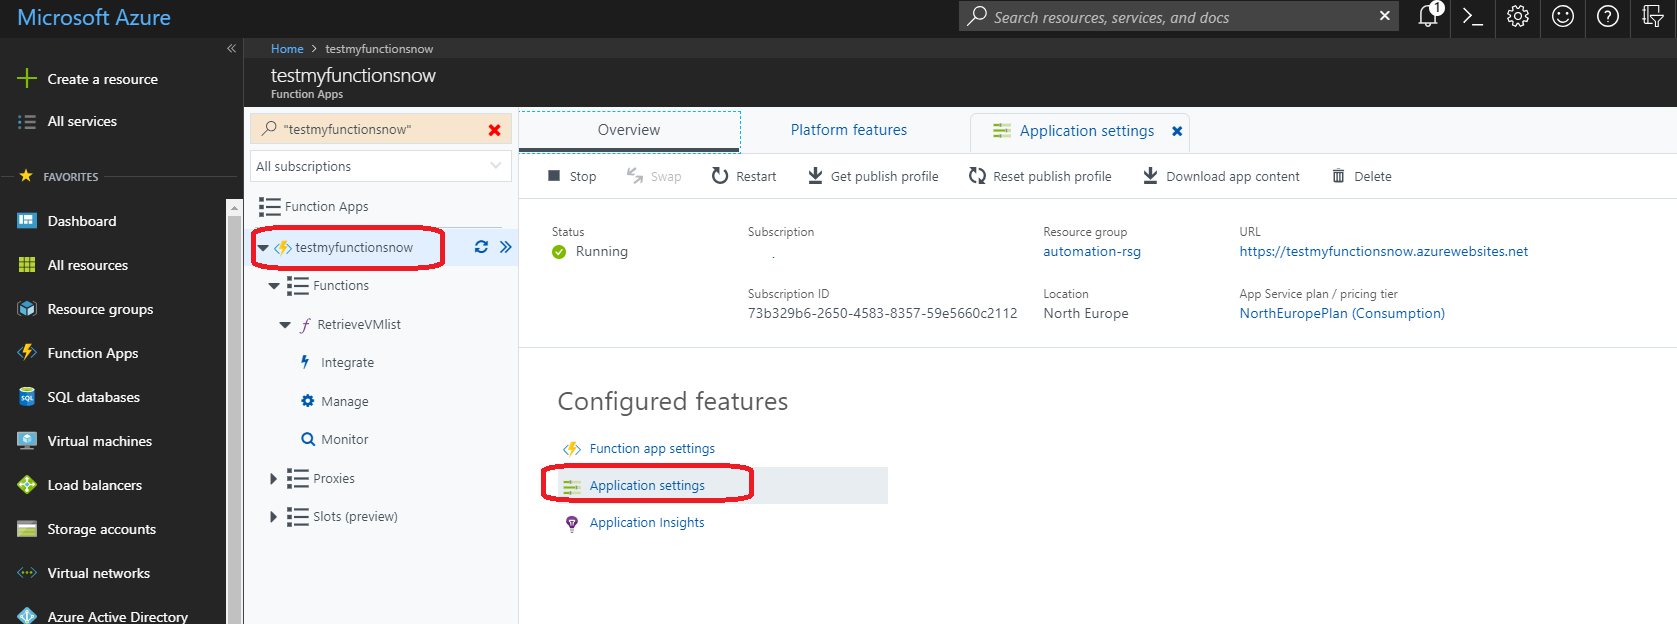 Microsoft Azure
Search resources, services, and docs
1
Home > testmyfunctionsnow
testmyfunctionsnow
Function Apps
Create a resource
All services
FAVORITES
Dashboard
All resources
Resource groups
Function Apps
SQL databases
Virtual machines
Load balancers
Storage accounts
Virtual networks
Azure Active Directory
"testmyfunctionsnow"
All subscriptions
Function Apps
testmyfunctionsnow
Functions
RetrieveVMlist
Integrate
Manage
Monitor
Proxies
Slots (preview)
Overview
Platform features
Application settings
Stop
Swap
Restart
Get publish profile
Reset publish profile
Download app content
Delete
Status
Running
Subscription
Resource group
automation-rsg
URL
https://testmyfunctionsnow.azurewebsites.net
Subscription ID
73b329b6-2650-4583-8357-59e5660c2112
Location
North Europe
App Service plan / pricing tier
NorthEuropePlan (Consumption)
Configured features
Function app settings
Application settings
Application Insights